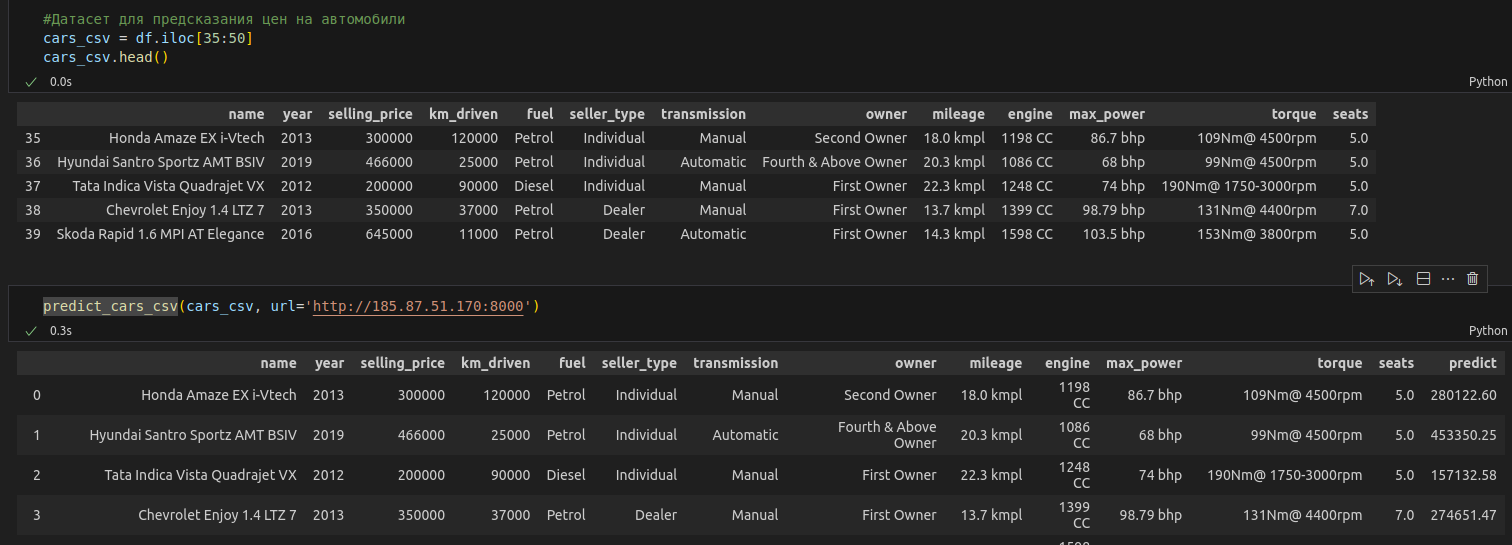 #Датасет для предсказания цен на автомобили
cars_csv = df.iloc[35:50]
cars_csv.head()
0.0s
Python
name year selling_price km_driven fuel seller_type transmission owner mileage engine max_power torque seats
35 Honda Amaze EX i-Vtech 2013 300000 120000 Petrol Individual Manual Second Owner 18.0 kmpl 1198 CC 86.7 bhp 109Nm@ 4500rpm 5.0
36 Hyundai Santro Sportz AMT BSIV 2019 466000 25000 Petrol Individual Automatic Fourth & Above Owner 20.3 kmpl 1086 CC 68 bhp 99Nm@ 4500rpm 5.0
37 Tata Indica Vista Quadrajet VX 2012 200000 90000 Diesel Individual Manual First Owner 22.3 kmpl 1248 CC 74 bhp 190Nm@ 1750-3000rpm 5.0
38 Chevrolet Enjoy 1.4 LTZ 7 2013 350000 37000 Petrol Dealer Manual First Owner 13.7 kmpl 1399 CC 98.79 bhp 131Nm@ 4400rpm 7.0
39 Skoda Rapid 1.6 MPI AT Elegance 2016 645000 11000 Petrol Dealer Automatic First Owner 14.3 kmpl 1598 CC 103.5 bhp 153Nm@ 3800rpm 5.0
predict_cars_csv(cars_csv, url='http://185.87.51.170:8000')
0.3s
Python
name year selling_price km_driven fuel seller_type transmission owner mileage engine max_power torque seats predict
0 Honda Amaze EX i-Vtech 2013 300000 120000 Petrol Individual Manual Second Owner 18.0 kmpl 1198 CC 86.7 bhp 109Nm@ 4500rpm 5.0 280122.60
1 Hyundai Santro Sportz AMT BSIV 2019 466000 25000 Petrol Individual Automatic Fourth & Above Owner 20.3 kmpl 1086 CC 68 bhp 99Nm@ 4500rpm 5.0 453350.25
2 Tata Indica Vista Quadrajet VX 2012 200000 90000 Diesel Individual Manual First Owner 22.3 kmpl 1248 CC 74 bhp 190Nm@ 1750-3000rpm 5.0 157132.58
3 Chevrolet Enjoy 1.4 LTZ 7 2013 350000 37000 Petrol Dealer Manual First Owner 13.7 kmpl 1399 CC 98.79 bhp 131Nm@ 4400rpm 7.0 274651.47